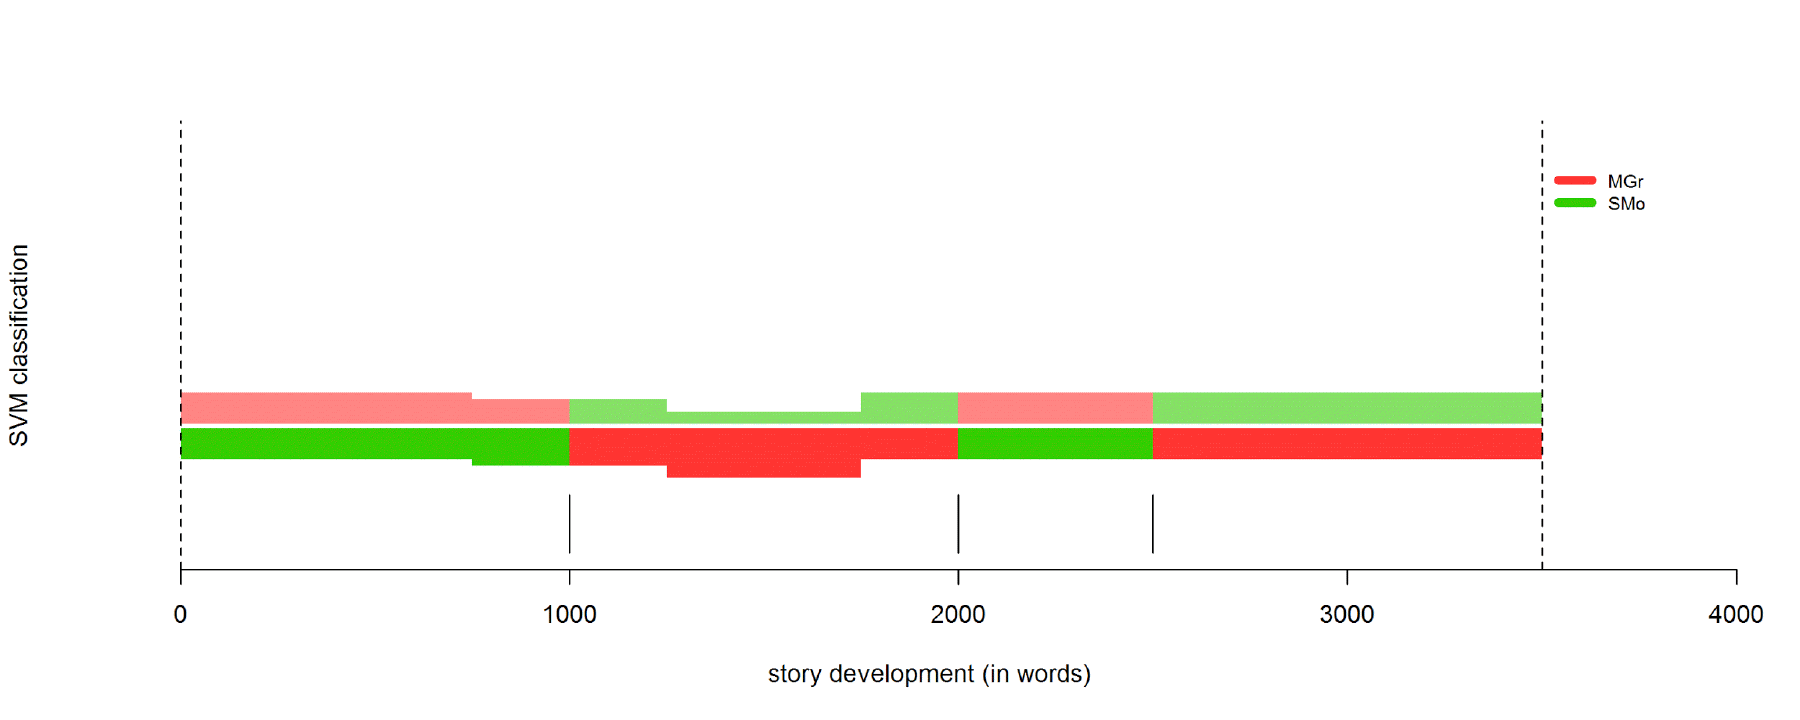 MGr
SMo
SVM classification
0 1000 2000 3000 4000
story development (in words)